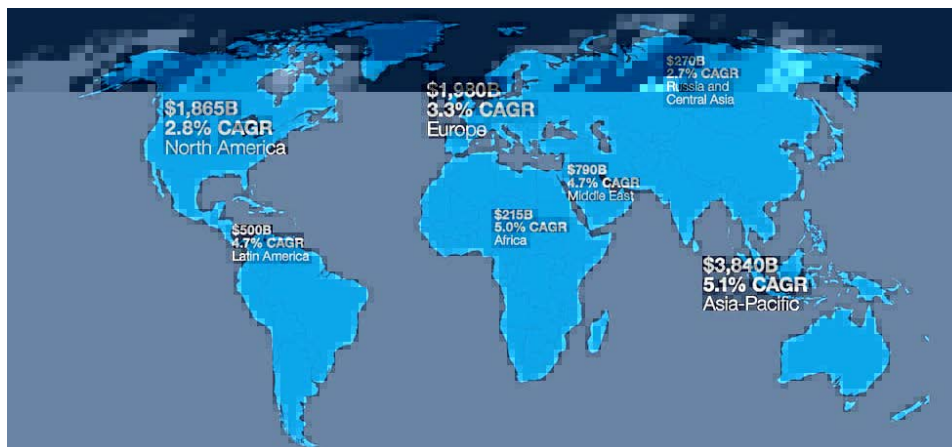 $270B
2.7% CAGR
Russia and
Central Asia
$1,980B
3.3% CAGR
Europe
$1,865B
2.8% CAGR
North America
$790B
4.7% CAGR
Middle East
$215B
5.0% CAGR
Africa
$500B
4.7% CAGR
Latin America
$3,840B
5.1% CAGR
Asia-Pacific